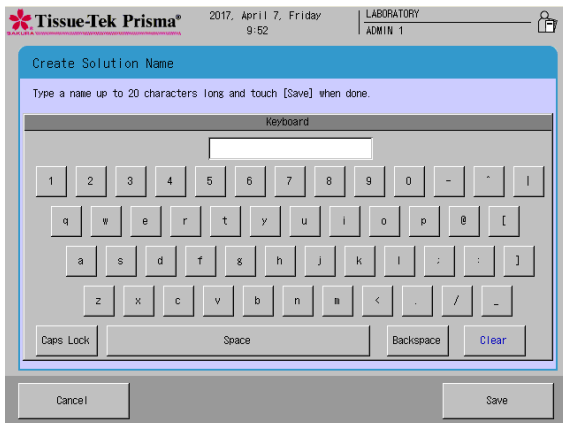 Tissue-Tek Prisma®
SAKURA
2017, April 7, Friday
9:52
LABORATORY
ADMIN 1
Create Solution Name
Type a name up to 20 characters long and touch [Save] when done.
Keyboard
1 2 3 4 5 6 7 8 9 0 - ^ |
q w e r t y u i o p @ [
a s d f g h j k l ; : ]
z x c v b n m < . / _
Caps Lock Space Backspace Clear
Cancel Save